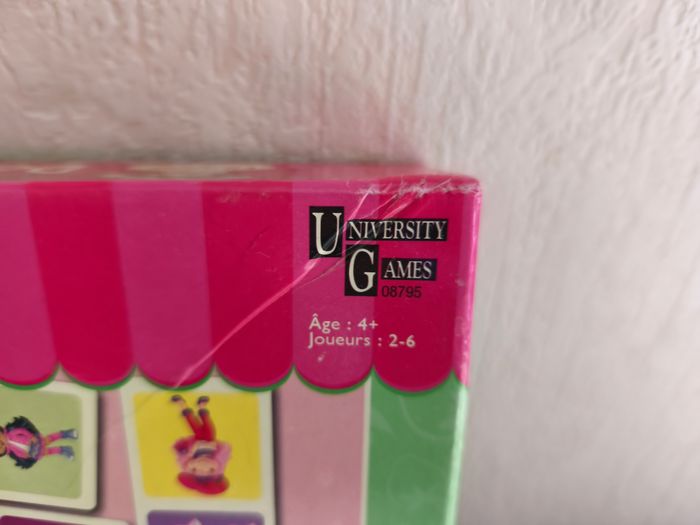 UNIVERSITY
GAMES
08795
Âge : 4+
Joueurs : 2-6